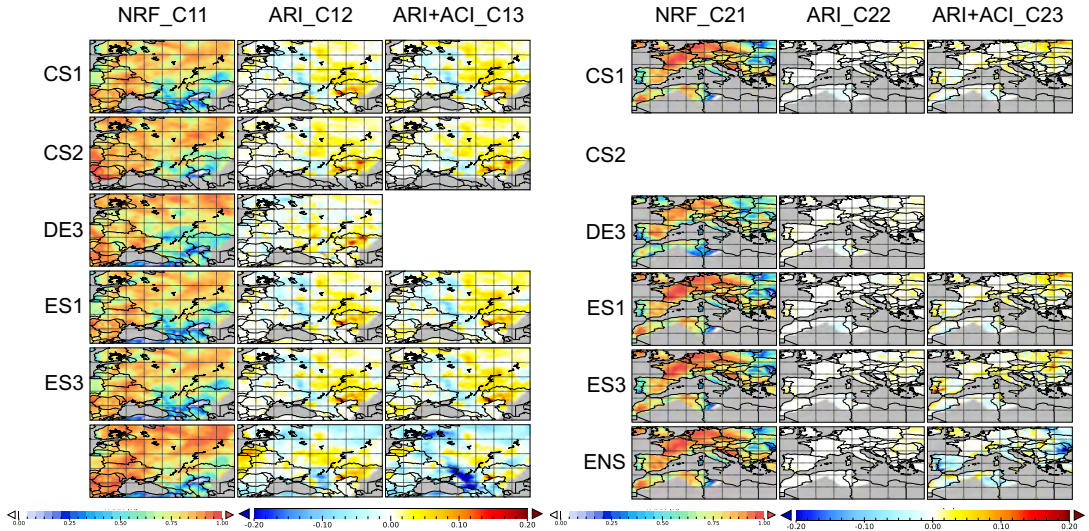 NRF_C11 ARI_C12 ARI+ACI_C13 NRF_C21 ARI_C22 ARI+ACI_C23
CS1 CS1
CS2 CS2
DE3 DE3
ES1 ES1
ES3 ES3
ENS
0.00 0.25 0.50 0.75 1.00 -0.20 -0.10 0.00 0.10 0.20 0.00 0.25 0.50 0.75 1.00 -0.20 -0.10 0.00 0.10 0.20